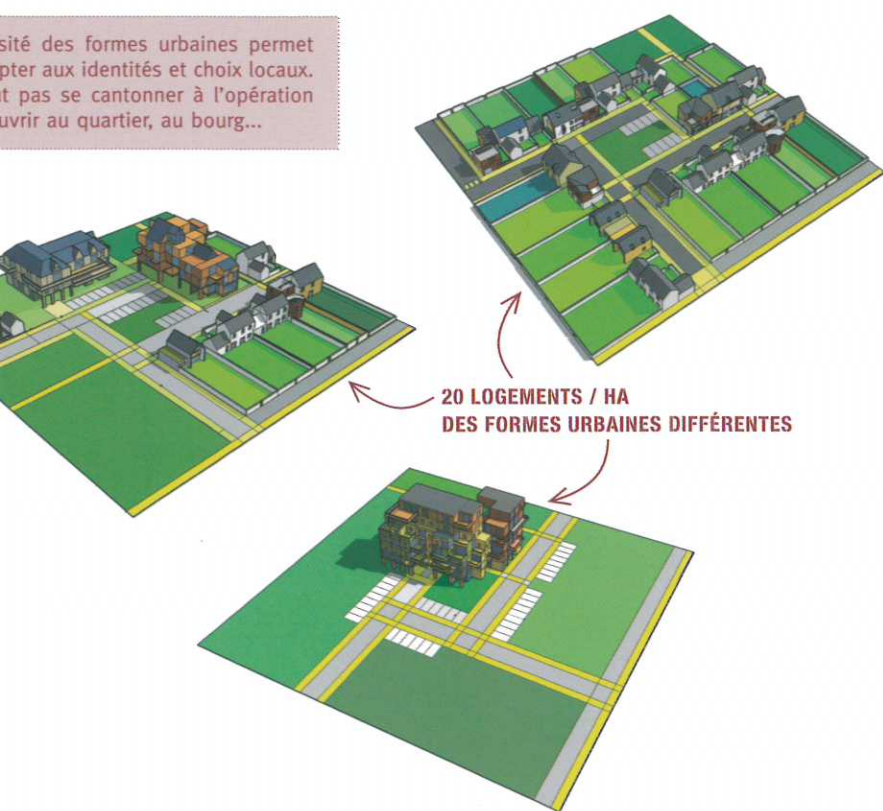 sité des formes urbaines permet
pter aux identités et choix locaux.
ut pas se cantonner à l'opération
uvrir au quartier, au bourg...
20 LOGEMENTS / HA
DES FORMES URBAINES DIFFÉRENTES